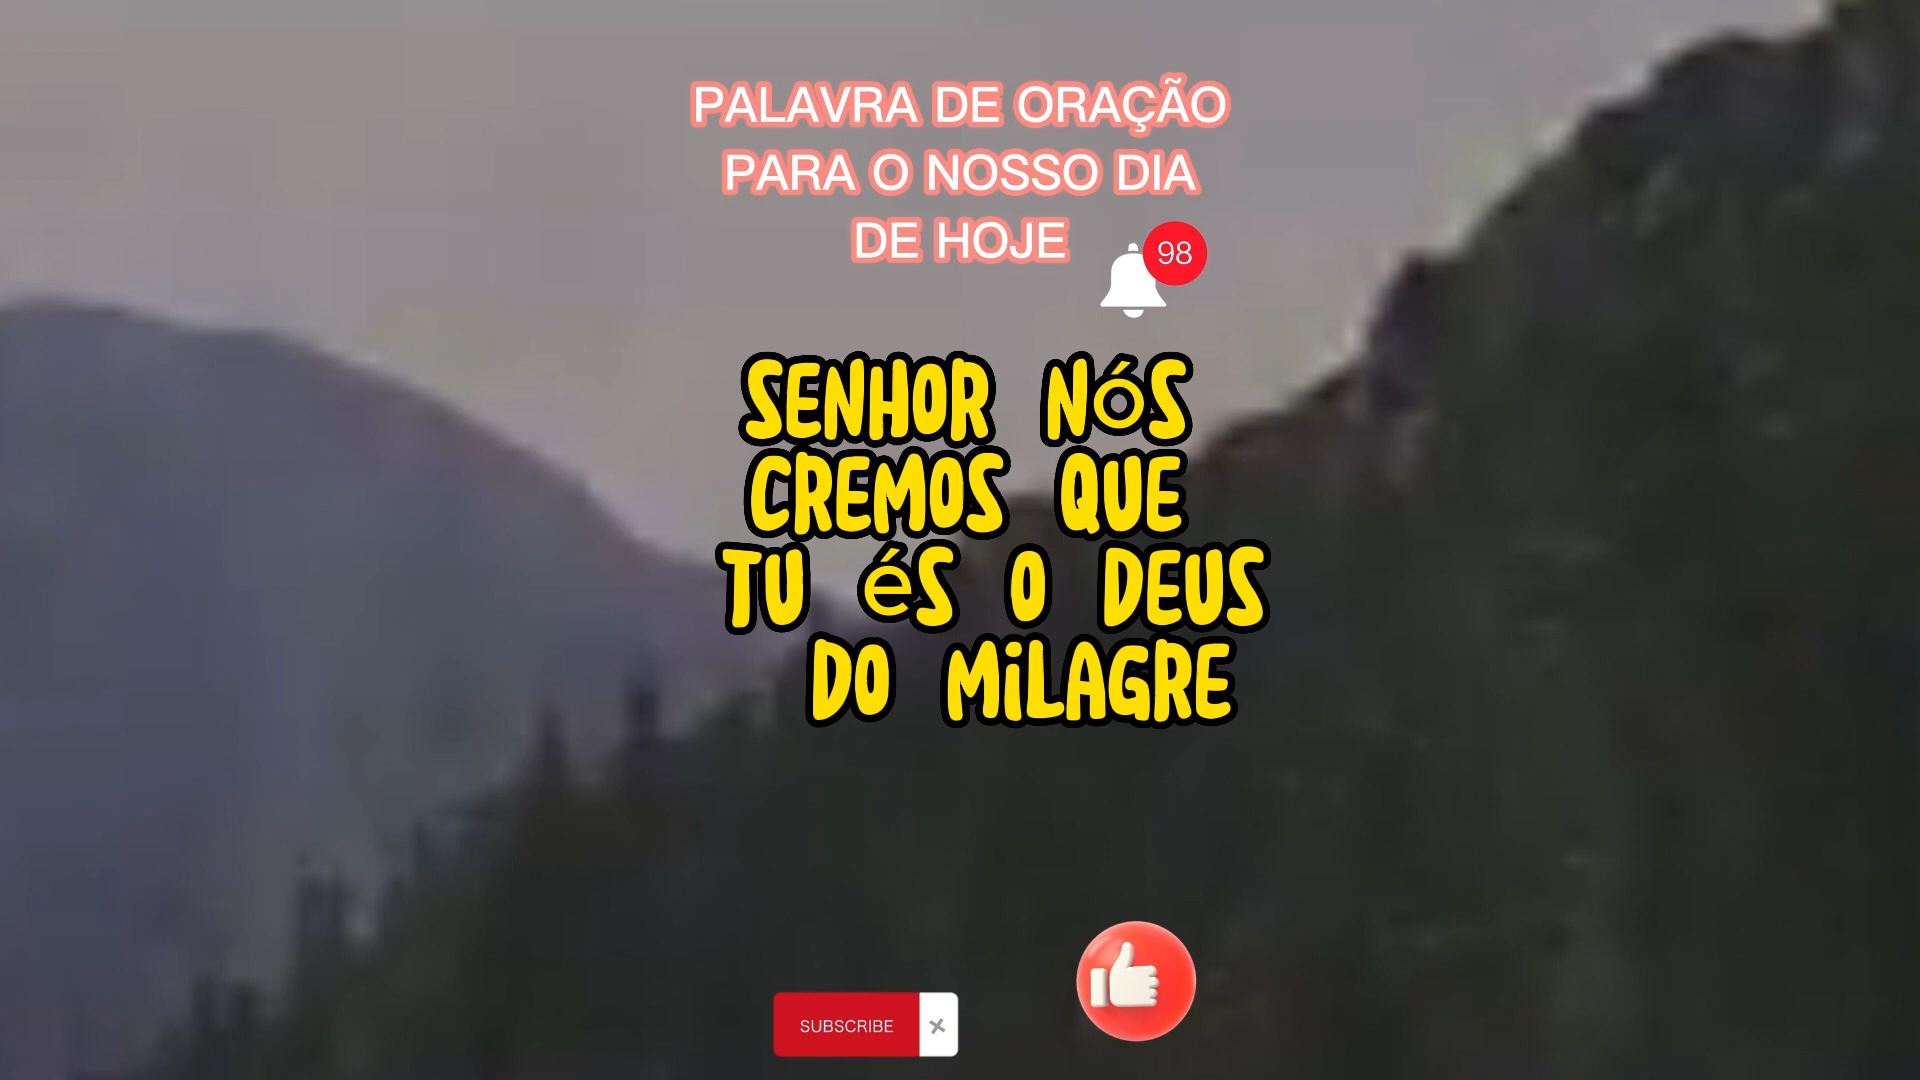 PALAVRA DE ORAÇÃO
PARA O NOSSO DIA
DE HOJE
98
SENHOR NóS
CREMOS QUE
TU éS O DEUS
DO MiLAGRE
SUBSCRIBE